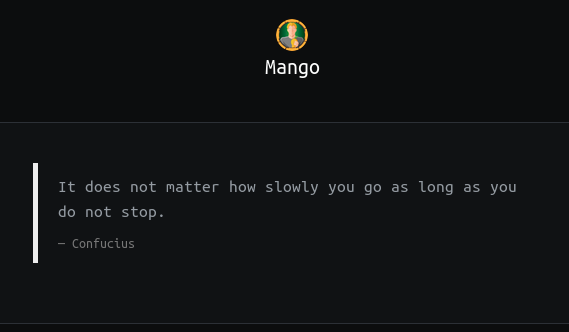 Mango
It does not matter how slowly you go as long as you
do not stop.
— Confucius